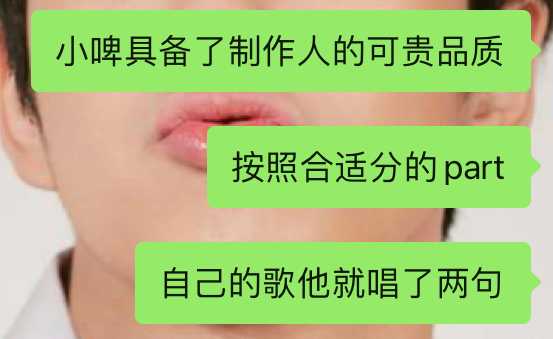 小啤具备了制作人的可贵品质
按照合适分的part
自己的歌他就唱了两句